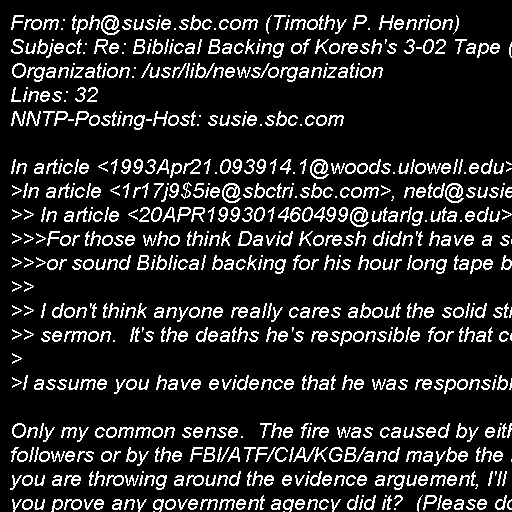 From: tph@susie.sbc.com (Timothy P. Henrion)
Subject: Re: Biblical Backing of Koresh's 3-02 Tape (
Organization: /usr/lib/news/organization
Lines: 32
NNTP-Posting-Host: susie.sbc.com

In article <1993Apr21.093914.1@woods.ulowell.edu>
>In article <1r17j9$5ie@sbctri.sbc.com>, netd@susie
>> In article <20APR199301460499@utarlg.uta.edu>
>>>For those who think David Koresh didn't have a
>>>or sound Biblical backing for his hour long tape
>>
>> I don't think anyone really cares about the solid
>> sermon.  It's the deaths he's responsible for that
>
>I assume you have evidence that he was

Only my common sense.  The fire was caused by
followers or by the FBI/ATF/CIA/KGB/and maybe the
you are throwing around the evidence arguement, I'll
you prove any government agency did it?  (Please